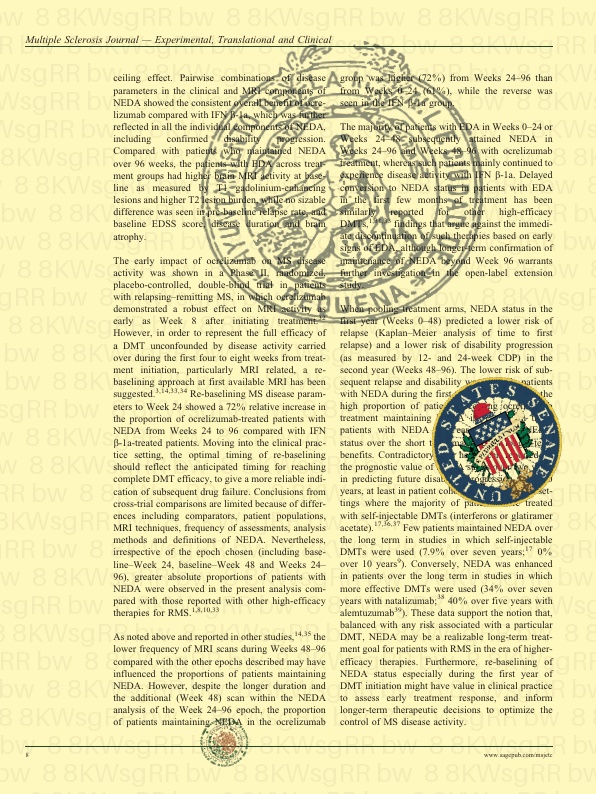 Multiple Sclerosis Journal — Experimental, Translational and Clinical
ceiling effect. Pairwise combinations of disease
parameters in the clinical and MRI components of
NEDA showed the consistent overall benefit of ocre-
lizumab compared with IFN β-1a, which was further
reflected in all the individual components of NEDA,
including confirmed disability progression.
Compared with patients who maintained NEDA
over 96 weeks, the patients with EDA across treat-
ment groups had higher brain MRI activity at base-
line as measured by T1 gadolinium-enhancing
lesions and higher T2 lesion burden, while no sizable
difference was seen in pre-baseline relapse rate, and
baseline EDSS score, disease duration and brain
atrophy.
The early impact of ocrelizumab on MS disease
activity was shown in a Phase II, randomized,
placebo-controlled, double-blind trial in patients
with relapsing–remitting MS, in which ocrelizumab
demonstrated a robust effect on MRI activity as
early as Week 8 after initiating treatment.
However, in order to represent the full efficacy of
a DMT unconfounded by disease activity carried
over during the first four to eight weeks from treat-
ment initiation, particularly MRI related, a re-
baselining approach at first available MRI has been
suggested.3,14,33,34 Re-baselining MS disease param-
eters to Week 24 showed a 72% relative increase in
the proportion of ocrelizumab-treated patients with
NEDA from Weeks 24 to 96 compared with IFN
β-1a-treated patients. Moving into the clinical prac-
tice setting, the optimal timing of re-baselining
should reflect the anticipated timing for reaching
complete DMT efficacy, to give a more reliable indi-
cation of subsequent drug failure. Conclusions from
cross-trial comparisons are limited because of differ-
ences including comparators, patient populations,
MRI techniques, frequency of assessments, analysis
methods and definitions of NEDA. Nevertheless,
irrespective of the epoch chosen (including base-
line–Week 24, baseline–Week 48 and Weeks 24–
96), greater absolute proportions of patients with
NEDA were observed in the present analysis com-
pared with those reported with other high-efficacy
therapies for RMS.1,8,10,33
As noted above and reported in other studies,14,35 the
lower frequency of MRI scans during Weeks 48–96
compared with the other epochs described may have
influenced the proportions of patients maintaining
NEDA. However, despite the longer duration and
the additional (Week 48) scan within the NEDA
analysis of the Week 24–96 epoch, the proportion
of patients maintaining NEDA in the ocrelizumab
group was higher (72%) from Weeks 24–96 than
from Weeks 0–24 (61%), while the reverse was
seen in the IFN β-1a group.
The majority of patients with EDA in Weeks 0–24 or
Weeks 24–48 subsequently attained NEDA in
Weeks 24–96 and Weeks 48–96 with ocrelizumab
treatment, whereas such patients mainly continued to
experience disease activity with IFN β-1a. Delayed
conversion to NEDA status in patients with EDA
in the first few months of treatment has been
similarly reported for other high-efficacy
DMTs, findings that argue against the immedi-
ate discontinuation of such therapies based on early
signs of EDA, although longer-term confirmation of
maintenance of NEDA beyond Week 96 warrants
further investigation in the open-label extension
study.
When pooling treatment arms, NEDA status in the
first year (Weeks 0–48) predicted a lower risk of
relapse (Kaplan–Meier analysis of time to first
relapse) and a lower risk of disability progression
(as measured by 12- and 24-week CDP) in the
second year (Weeks 48–96). The lower risk of sub-
sequent relapse and disability patients
with NEDA during the first the
high proportion of ocre
treatment maintaining
patients with NEDA
status over the short
benefits. Contradictory
the prognostic value of
in predicting future
years, at least in patient set-
tings where the majority of treated
with self-injectable DMTs (interferons or glatiramer
acetate).17,36,37 Few patients maintained NEDA over
the long term in studies in which self-injectable
DMTs were used (7.9% over seven years;17 0%
over 10 years9). Conversely, NEDA was enhanced
in patients over the long term in studies in which
more effective DMTs were used (34% over seven
years with natalizumab;38 40% over five years with
alemtuzumab39). These data support the notion that,
balanced with any risk associated with a particular
DMT, NEDA may be a realizable long-term treat-
ment goal for patients with RMS in the era of higher-
efficacy therapies. Furthermore, re-baselining of
NEDA status especially during the first year of
DMT initiation might have value in clinical practice
to assess early treatment response, and inform
longer-term therapeutic decisions to optimize the
control of MS disease activity.
UNITED STATES SENATE
8
www.sagepub.com/msjetc
8 8KWsgRR bw